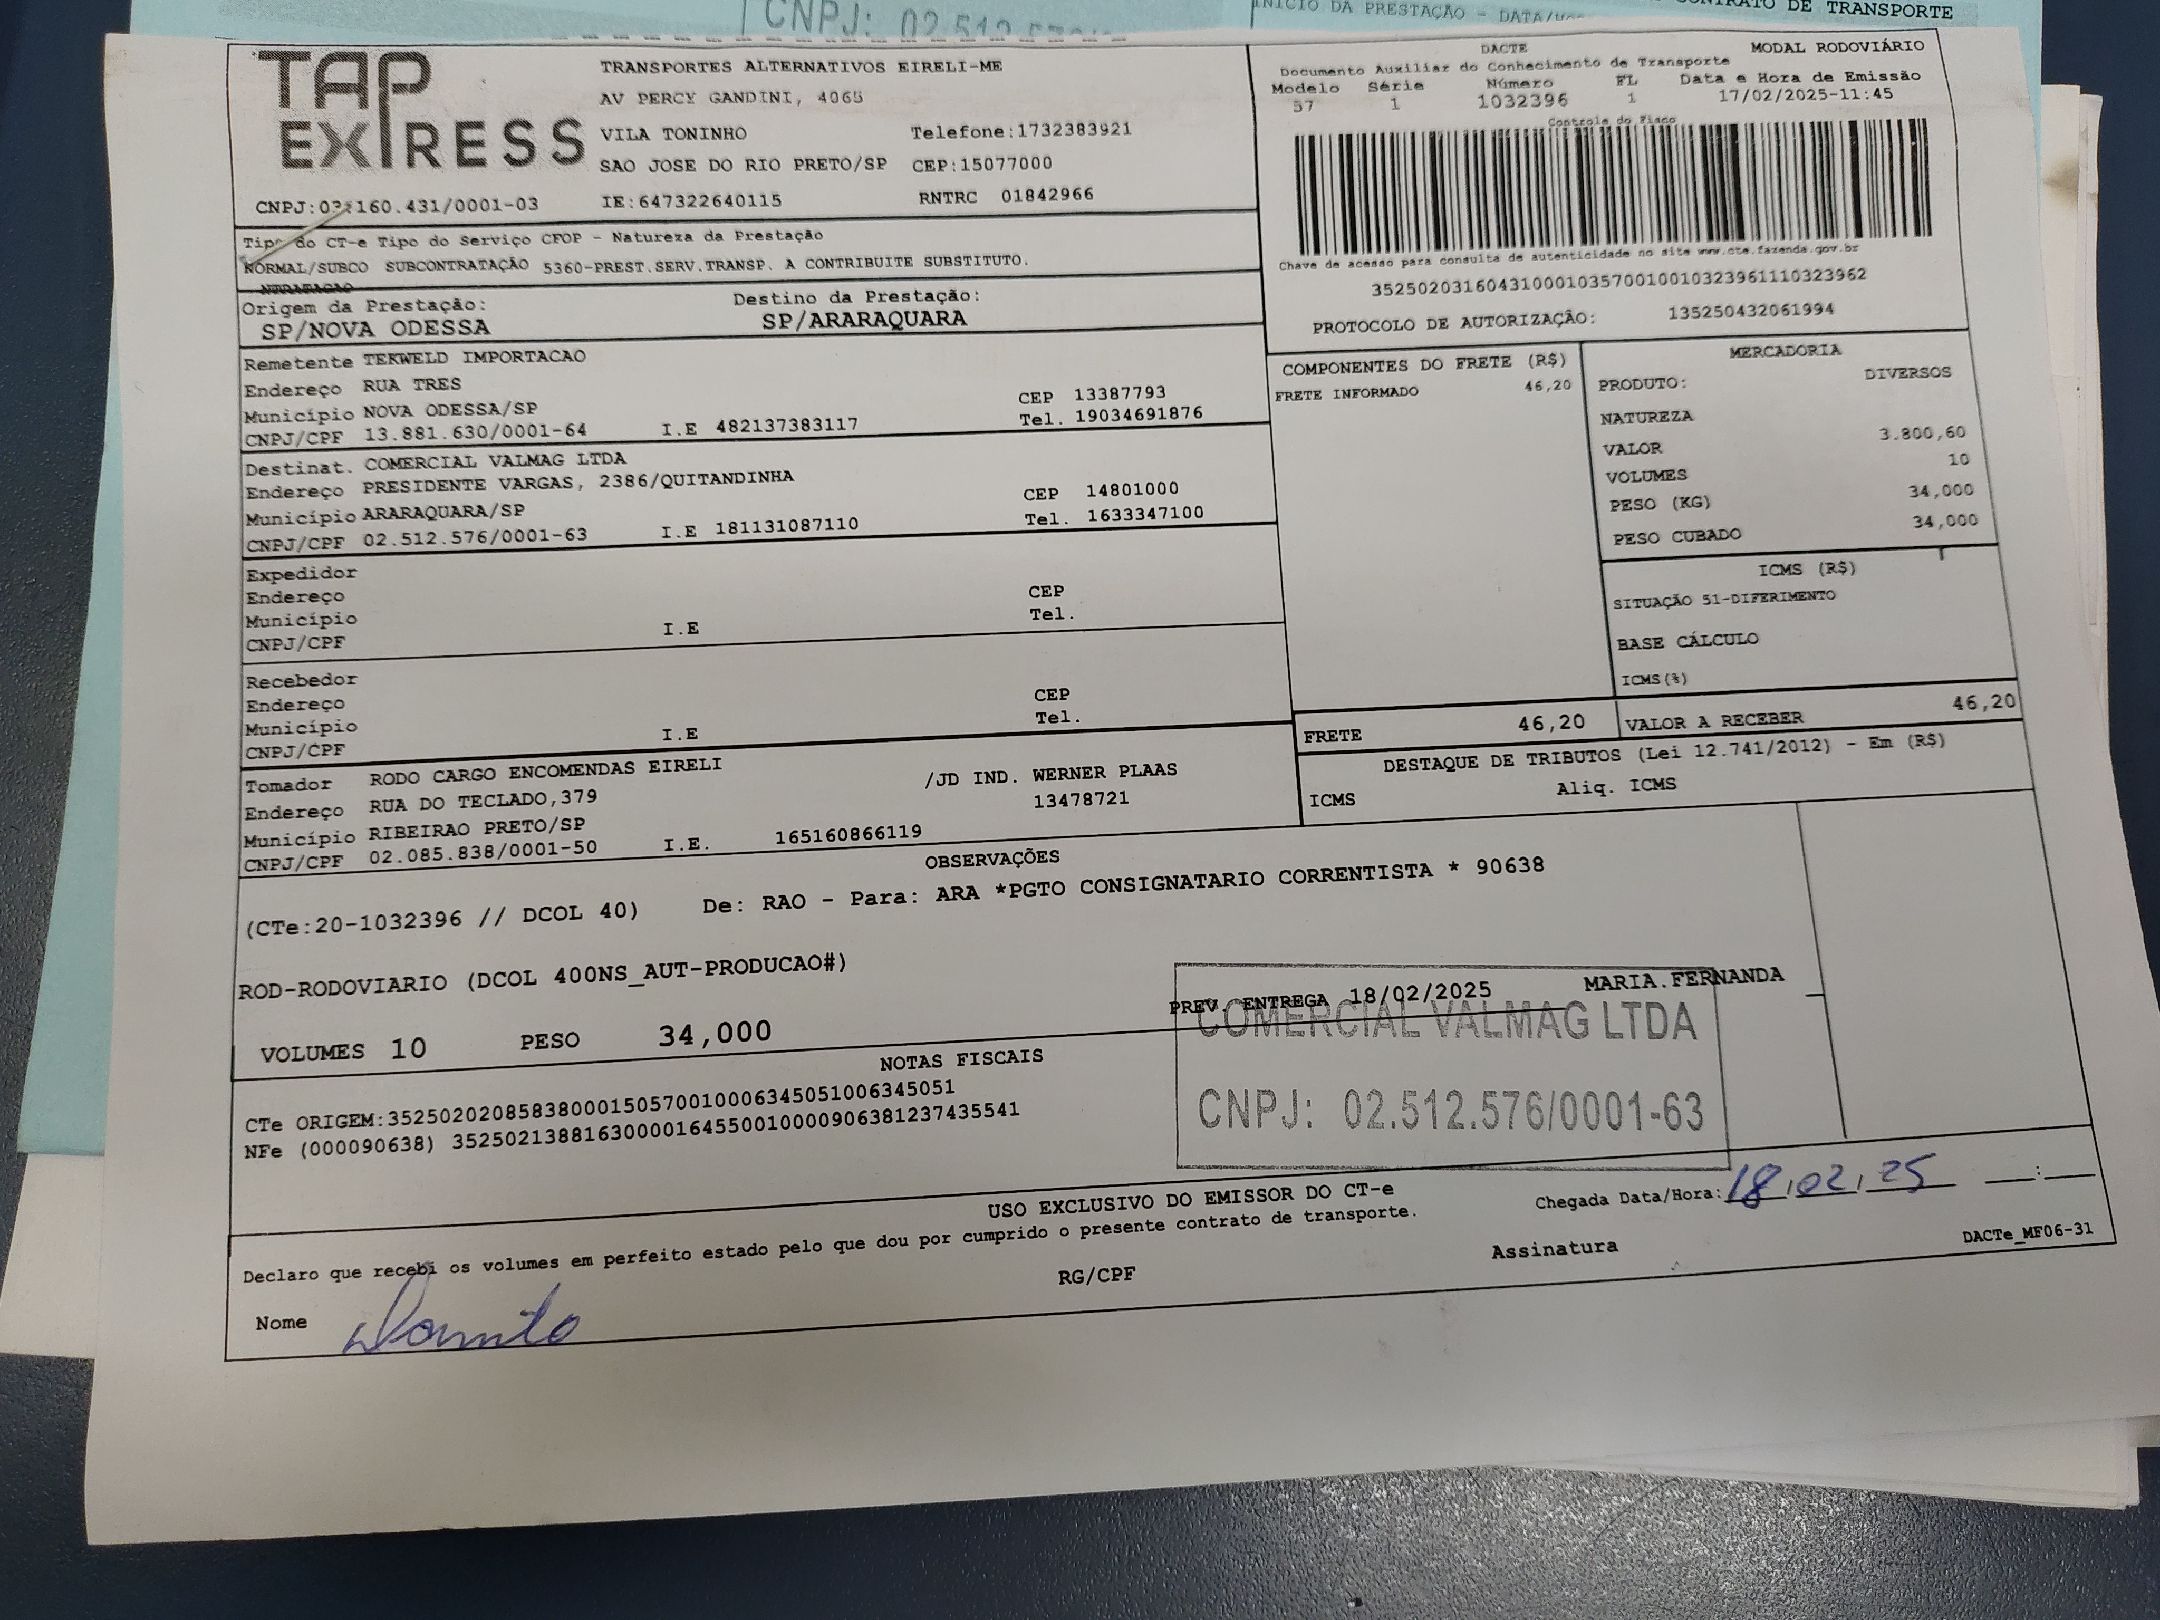 CNPJ: 02.512.576/0001
INÍCIO DA PRESTAÇÃO - DATA/HO
CONTRATO DE TRANSPORTE
TAP EXPRESS
TRANSPORTES ALTERNATIVOS EIRELI-ME
AV PERCY GANDINI, 4065
VILA TONINHO Telefone:1732383921
SAO JOSE DO RIO PRETO/SP CEP:15077000
CNPJ:03.160.431/0001-03 IE:647322640115 RNTRC 01842966
DACTE MODAL RODOVIÁRIO
Documento Auxiliar do Conhecimento de Transporte
Modelo Série Número FL Data e Hora de Emissão
57 1 1032396 1 17/02/2025-11:45
Controle do Fisco
Chave de acesso para consulta de autenticidade no site www.cte.fazenda.gov.br
35250203160431000103570010010323961110323962
PROTOCOLO DE AUTORIZAÇÃO: 135250432061994
Tipo do CT-e Tipo do Serviço CFOP - Natureza da Prestação
NORMAL/SUBCO SUBCONTRATAÇÃO 5360-PREST.SERV.TRANSP. A CONTRIBUITE SUBSTITUTO.
NTRATACAO
Origem da Prestação: Destino da Prestação:
SP/NOVA ODESSA SP/ARARAQUARA
Remetente TEKWELD IMPORTACAO
Endereço RUA TRES CEP 13387793
Município NOVA ODESSA/SP Tel. 19034691876
CNPJ/CPF 13.881.630/0001-64 I.E 482137383117
Destinat. COMERCIAL VALMAG LTDA
Endereço PRESIDENTE VARGAS, 2386/QUITANDINHA CEP 14801000
Município ARARAQUARA/SP Tel. 1633347100
CNPJ/CPF 02.512.576/0001-63 I.E 181131087110
Expedidor
Endereço CEP
Município Tel.
CNPJ/CPF I.E
Recebedor
Endereço CEP
Município Tel.
CNPJ/CPF I.E
Tomador RODO CARGO ENCOMENDAS EIRELI /JD IND. WERNER PLAAS
Endereço RUA DO TECLADO,379 13478721
Município RIBEIRAO PRETO/SP
CNPJ/CPF 02.085.838/0001-50 I.E. 165160866119
COMPONENTES DO FRETE (R$)
FRETE INFORMADO 46,20
MERCADORIA
PRODUTO: DIVERSOS
NATUREZA
VALOR 3.800,60
VOLUMES 10
PESO (KG) 34,000
PESO CUBADO 34,000
ICMS (R$)
SITUAÇÃO 51-DIFERIMENTO
BASE CÁLCULO
ICMS(%)
FRETE 46,20 VALOR A RECEBER 46,20
DESTAQUE DE TRIBUTOS (Lei 12.741/2012) - Em (R$)
ICMS Aliq. ICMS
OBSERVAÇÕES
(CTe:20-1032396 // DCOL 40) De: RAO - Para: ARA *PGTO CONSIGNATARIO CORRENTISTA * 90638
ROD-RODOVIARIO (DCOL 400NS_AUT-PRODUCAO#)
PREV. ENTREGA 18/02/2025 MARIA.FERNANDA
VOLUMES 10 PESO 34,000
COMERCIAL VALMAG LTDA
CNPJ: 02.512.576/0001-63
NOTAS FISCAIS
CTe ORIGEM:35250202085838000150570010006345051006345051
NFe (000090638) 35250213881630000164550010000906381237435541
USO EXCLUSIVO DO EMISSOR DO CT-e
Chegada Data/Hora: 18/02/25 __:__
Declaro que recebi os volumes em perfeito estado pelo que dou por cumprido o presente contrato de transporte.
Nome RG/CPF Assinatura DACTe_MF06-31